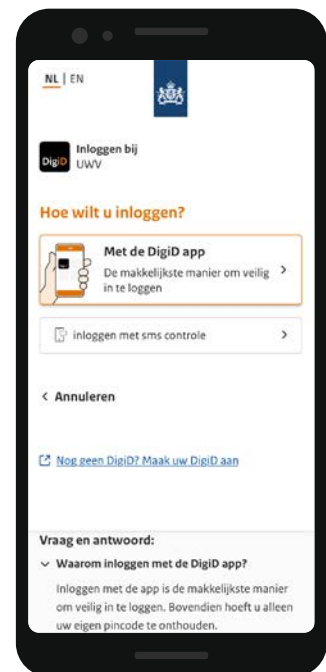 NL | EN
DigiD
Inloggen bij
UWV
Hoe wilt u inloggen?
Met de DigiD app
De makkelijkste manier om veilig
in te loggen
inloggen met sms controle
Annuleren
Nog geen DigiD? Maak uw DigiD aan
Vraag en antwoord:
Waarom inloggen met de DigiD app?
Inloggen met de app is de makkelijkste manier
om veilig in te loggen. Bovendien hoeft u alleen
uw eigen pincode te onthouden.